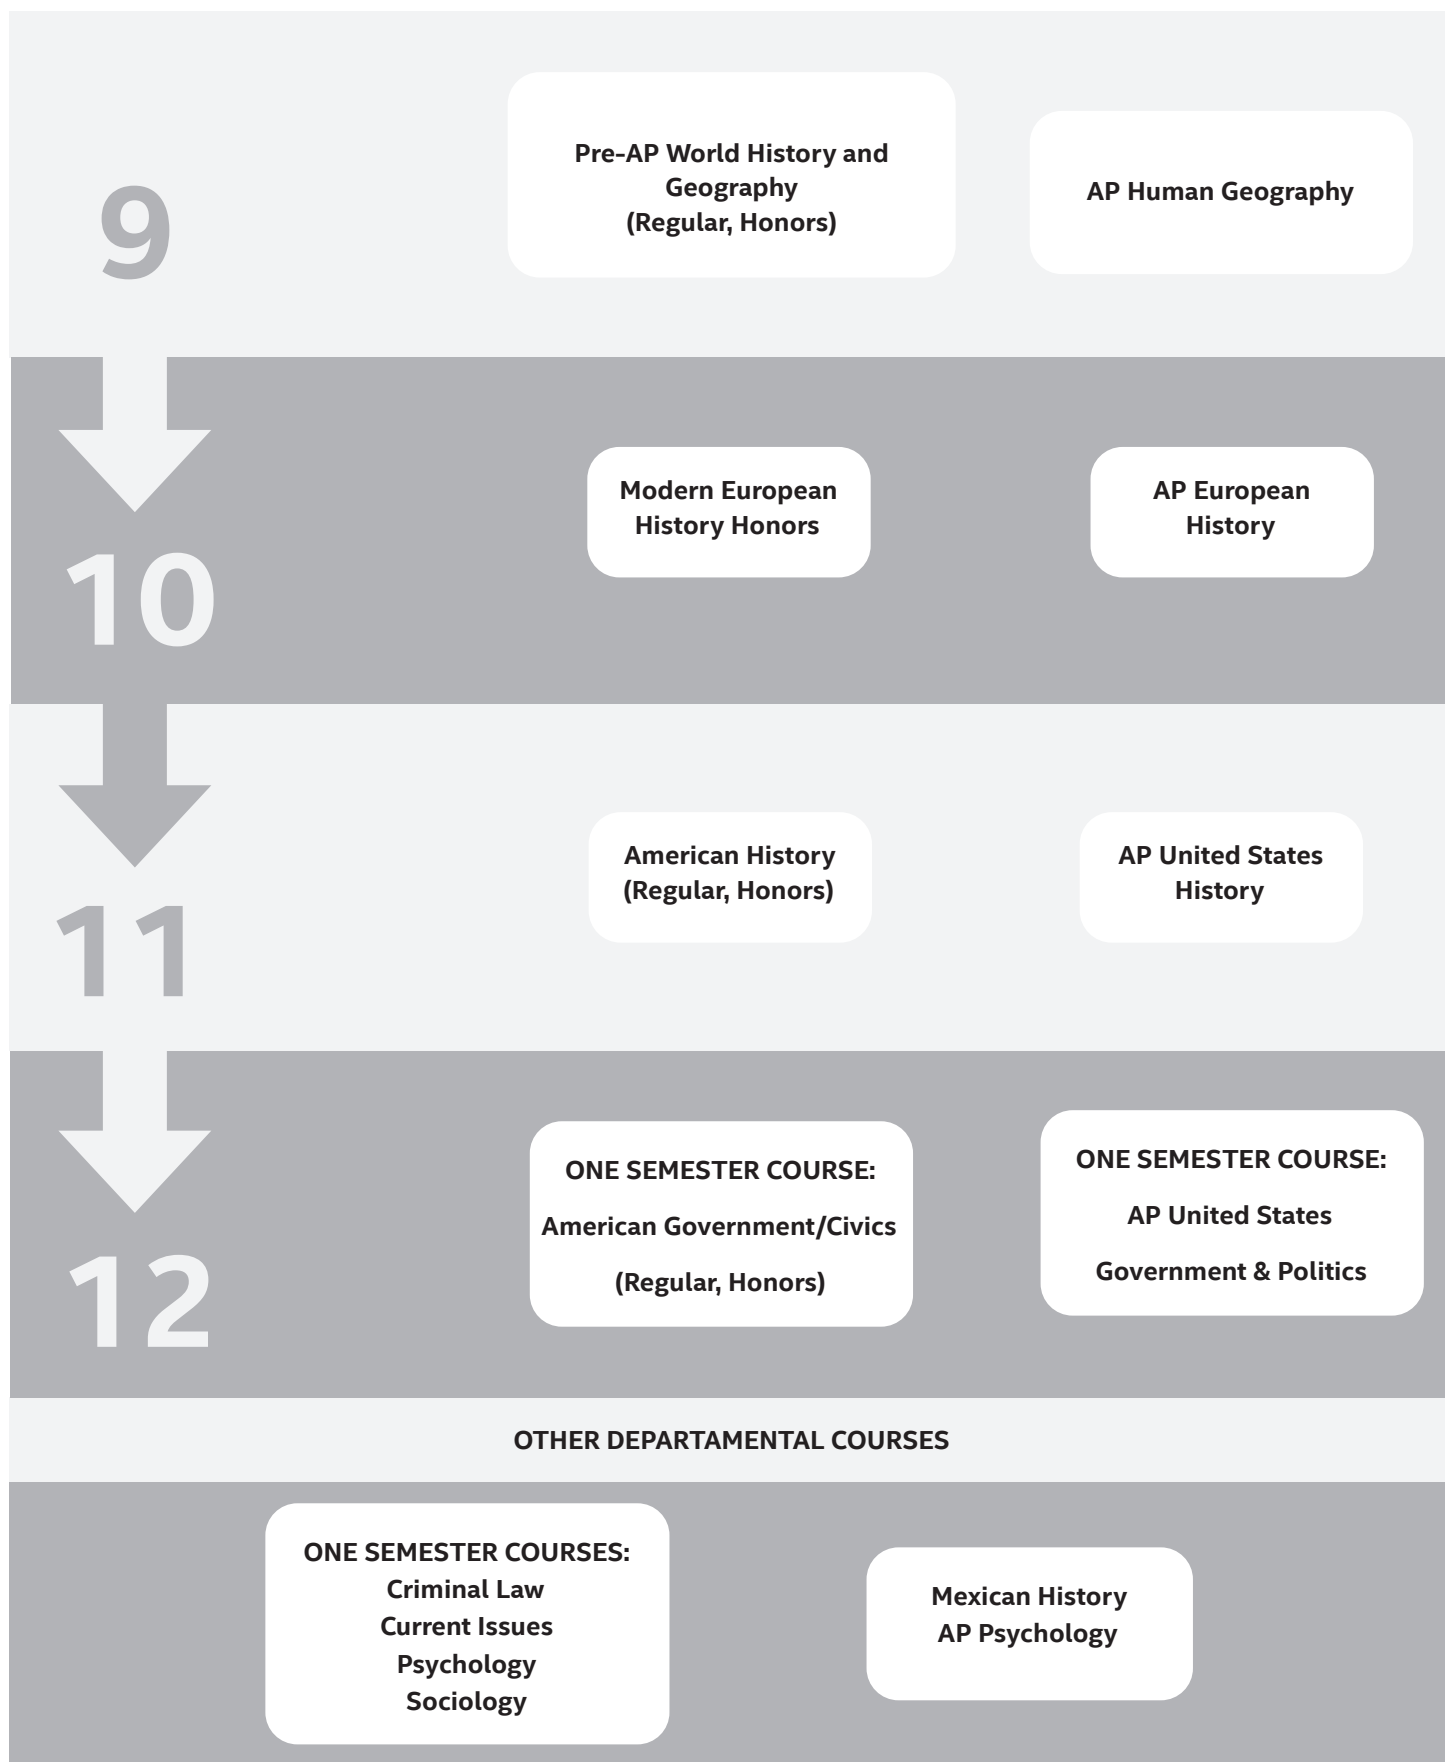 9
Pre-AP World History and
Geography
(Regular, Honors)
AP Human Geography
10
Modern European
History Honors
AP European
History
11
American History
(Regular, Honors)
AP United States
History
12
ONE SEMESTER COURSE:
American Government/Civics
(Regular, Honors)
ONE SEMESTER COURSE:
AP United States
Government & Politics
OTHER DEPARTAMENTAL COURSES
ONE SEMESTER COURSES:
Criminal Law
Current Issues
Psychology
Sociology
Mexican History
AP Psychology